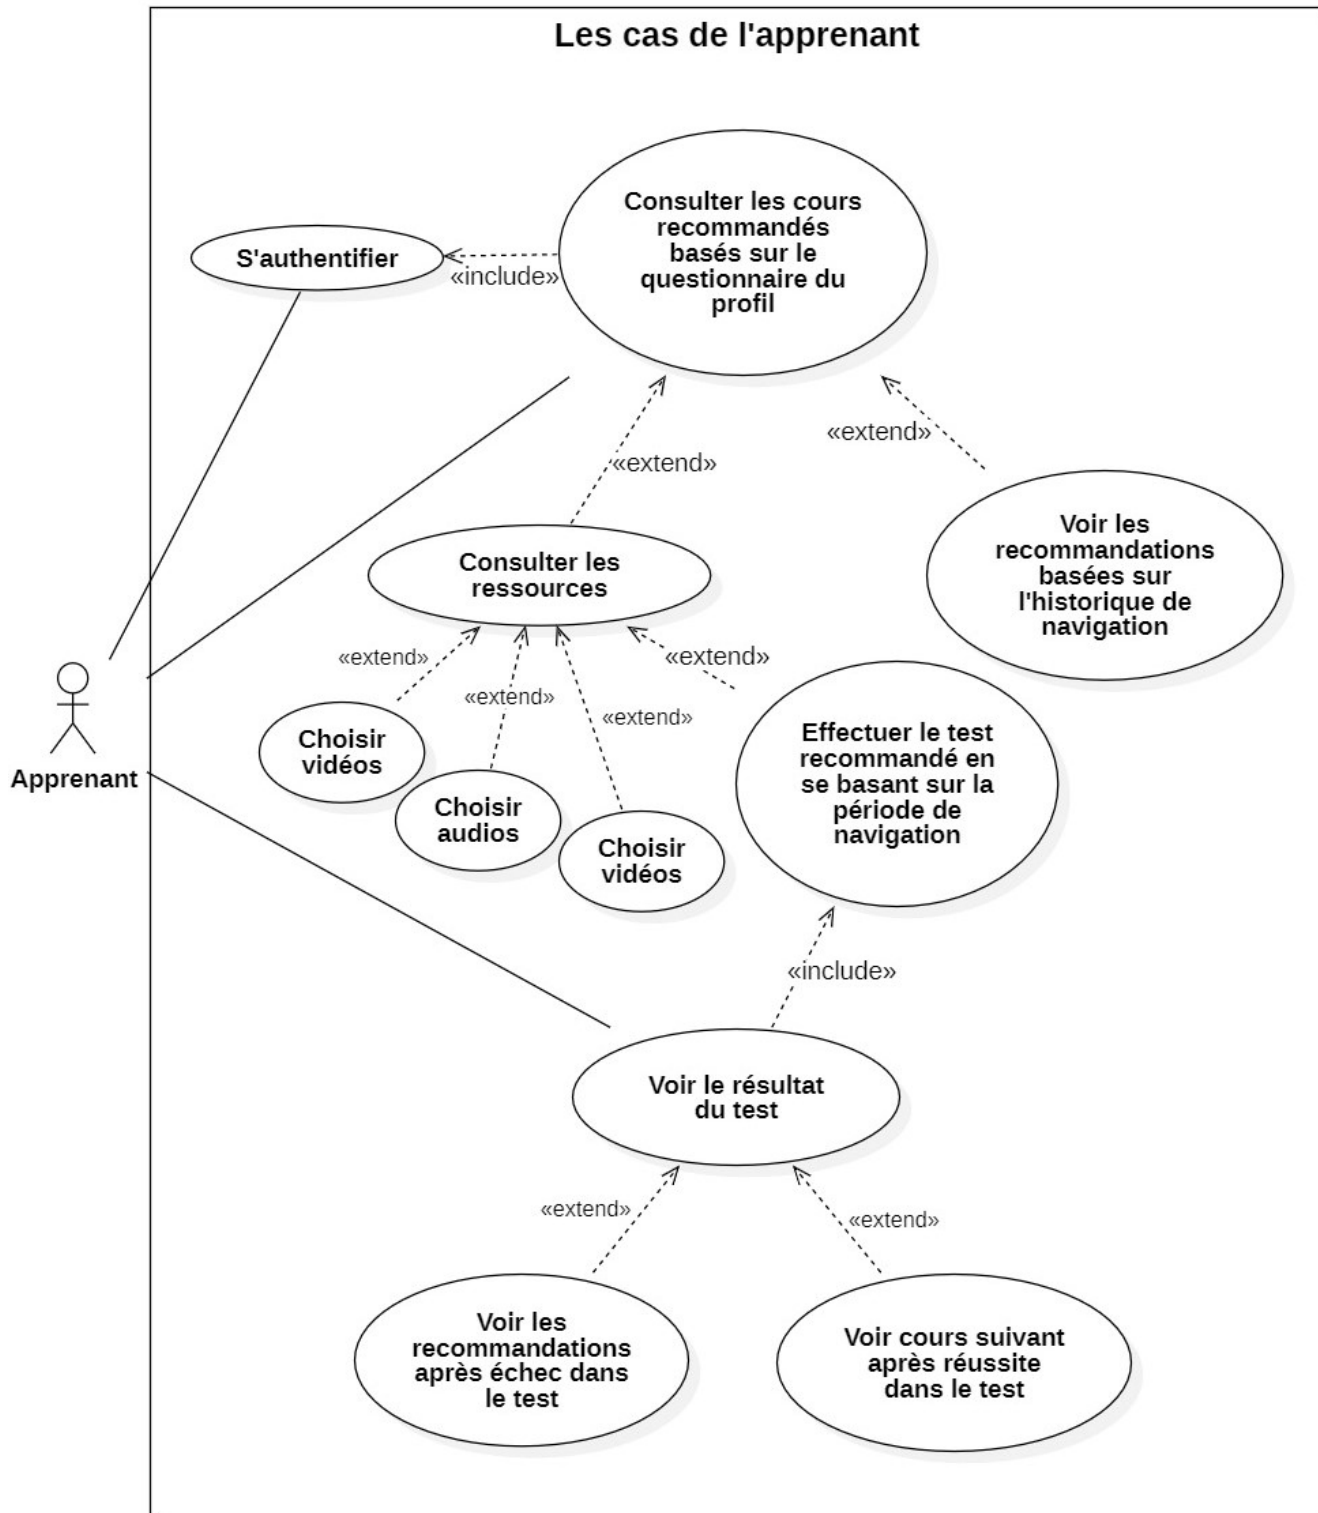 Les cas de l'apprenant
Consulter les cours
recommandés
basés sur le
questionnaire du
profil
S'authentifier
«include»
«extend»
«extend»
Voir les
recommandations
basées sur
l'historique de
navigation
Consulter les
ressources
«extend»
«extend»
«extend»
«extend»
Choisir
vidéos
Choisir
audios
Choisir
vidéos
Effectuer le test
recommandé en
se basant sur la
période de
navigation
Apprenant
«include»
Voir le résultat
du test
«extend»
«extend»
Voir les
recommandations
après échec dans
le test
Voir cours suivant
après réussite
dans le test